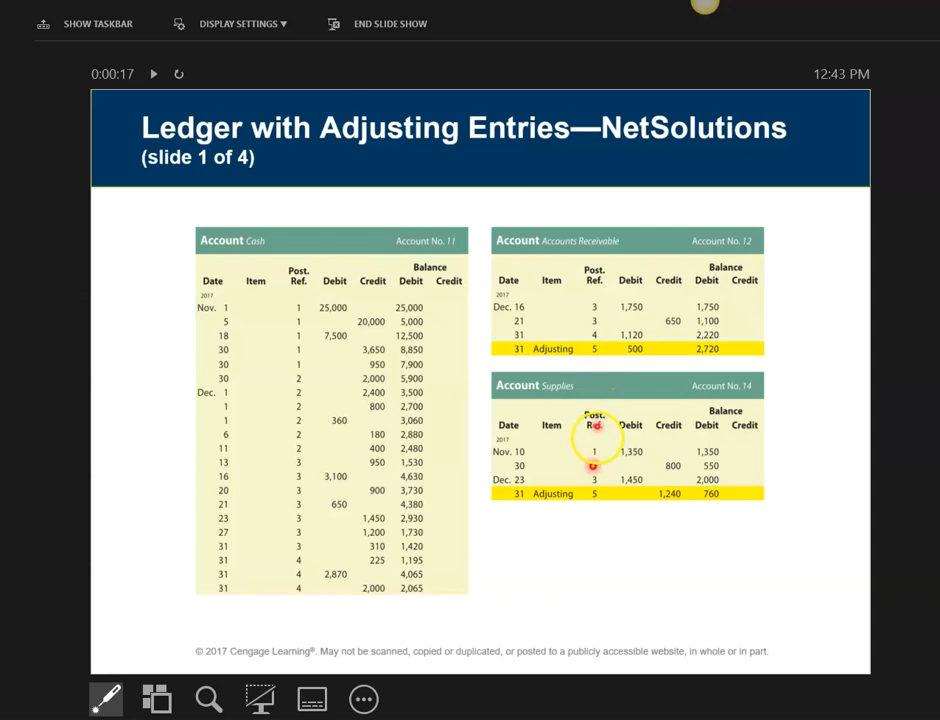 SHOW TASKBAR DISPLAY SETTINGS ▼ END SLIDE SHOW
0:00:17 12:43 PM
Ledger with Adjusting Entries—NetSolutions
(slide 1 of 4)
Account Cash Account No. 11
Post. Balance
Date Item Ref. Debit Credit Debit Credit
2017
Nov. 1 1 25,000 25,000
5 1 20,000 5,000
18 1 7,500 12,500
30 1 3,650 8,850
30 1 950 7,900
30 2 2,000 5,900
Dec. 1 2 2,400 3,500
1 2 800 2,700
1 2 360 3,060
6 2 180 2,880
11 2 400 2,480
13 3 950 1,530
16 3 3,100 4,630
20 3 900 3,730
21 3 650 4,380
23 3 1,450 2,930
27 3 1,200 1,730
31 3 310 1,420
31 4 225 1,195
31 4 2,870 4,065
31 4 2,000 2,065
Account Accounts Receivable Account No. 12
Post. Balance
Date Item Ref. Debit Credit Debit Credit
2017
Dec. 16 3 1,750 1,750
21 3 650 1,100
31 4 1,120 2,220
31 Adjusting 5 500 2,720
Account Supplies Account No. 14
Post. Balance
Date Item Debit Credit Debit Credit
2017
Nov. 10 1 1,350 1,350
30 800 550
Dec. 23 3 1,450 2,000
31 Adjusting 5 1,240 760
© 2017 Cengage Learning®. May not be scanned, copied or duplicated, or posted to a publicly accessible website, in whole or in part.